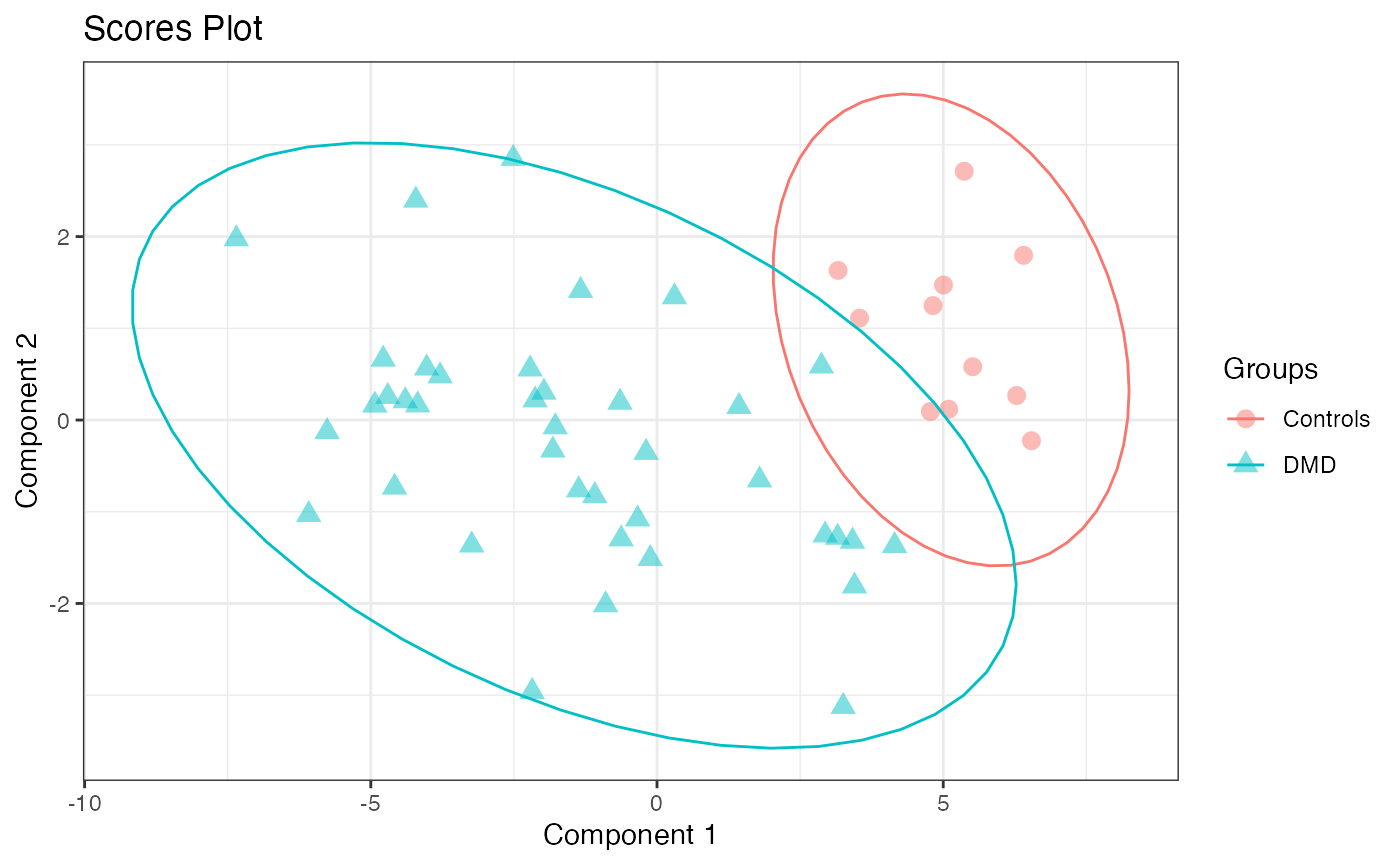 Scores Plot
Component 2
2
0
-2
-10
-5
0
5
Component 1
Groups
Controls
DMD